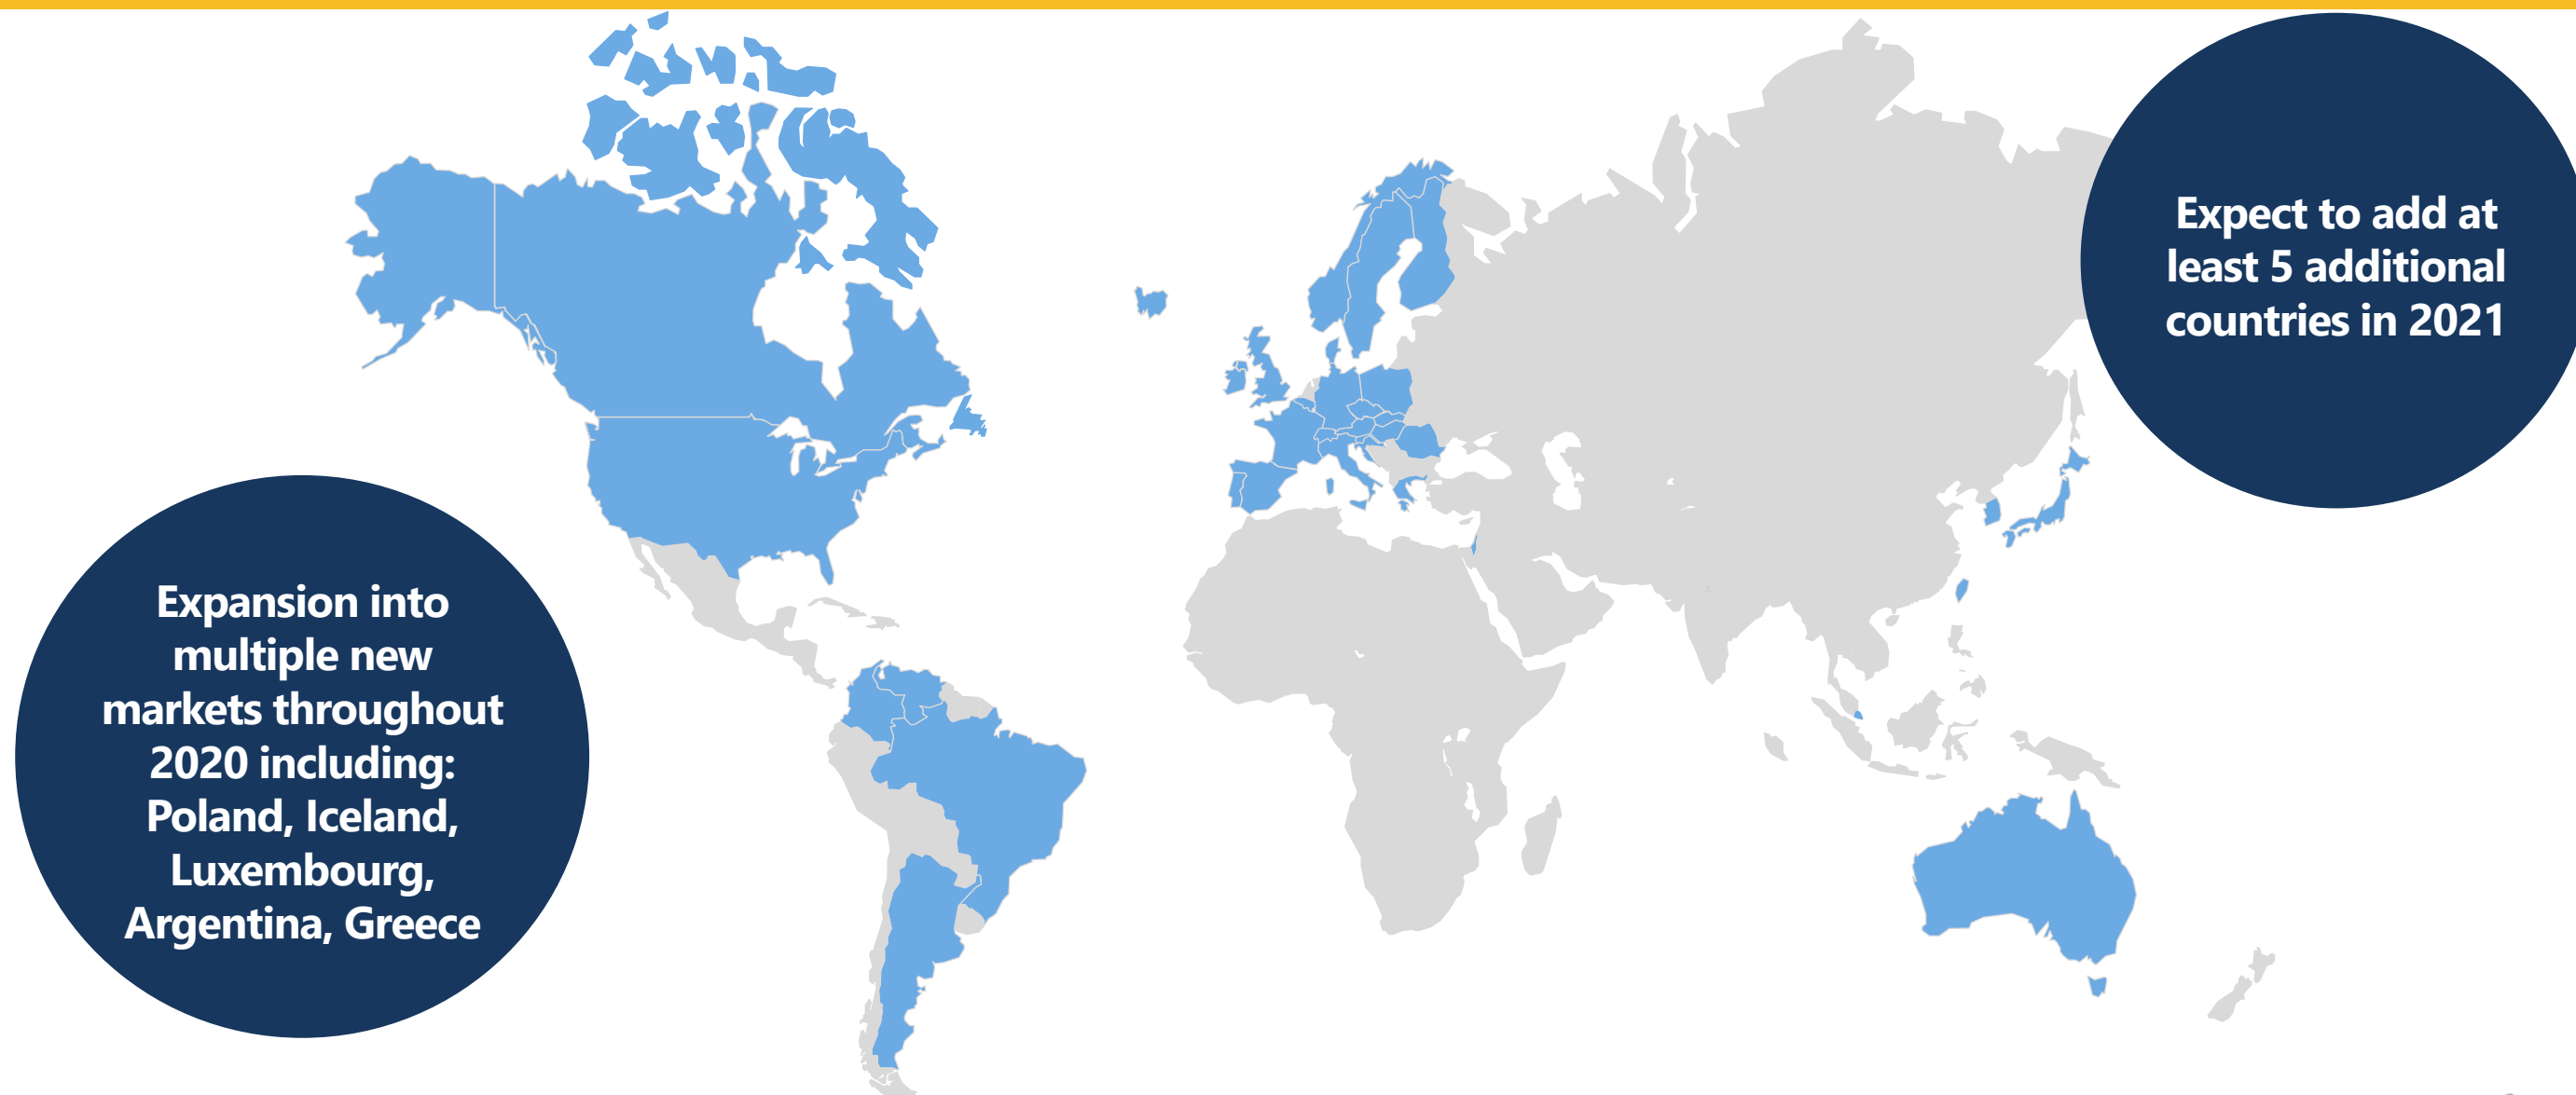 Expansion into
multiple new
markets throughout
2020 including:
Poland, Iceland,
Luxembourg,
Argentina, Greece
Expect to add at
least 5 additional
countries in 2021